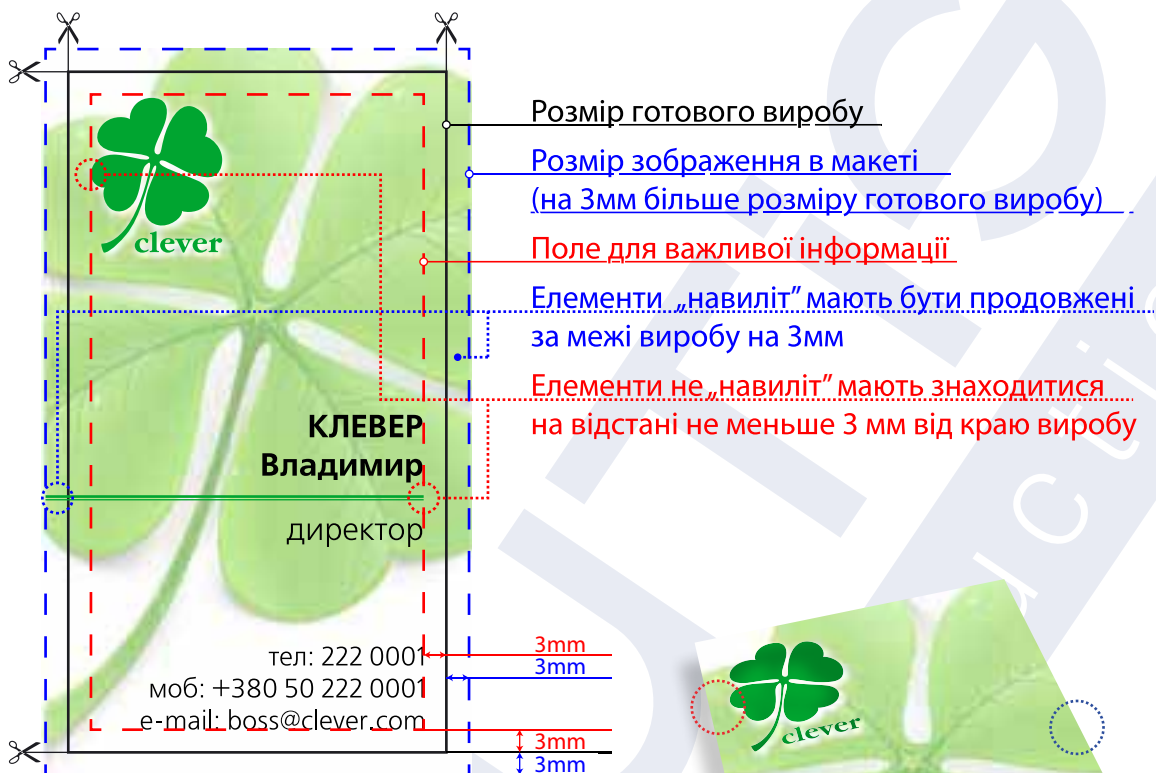 clever
КЛЕВЕР
Владимир
директор
тел: 222 0001
моб: +380 50 222 0001
e-mail: boss@clever.com
Розмір готового виробу
Розмір зображення в макеті
(на 3мм більше розміру готового виробу)
Поле для важливої інформації
Елементи „навиліт” мають бути продовжені
за межі виробу на 3мм
Елементи не „навиліт” мають знаходитися
на відстані не меньше 3 мм від краю виробу
3mm
3mm
3mm
3mm
clever